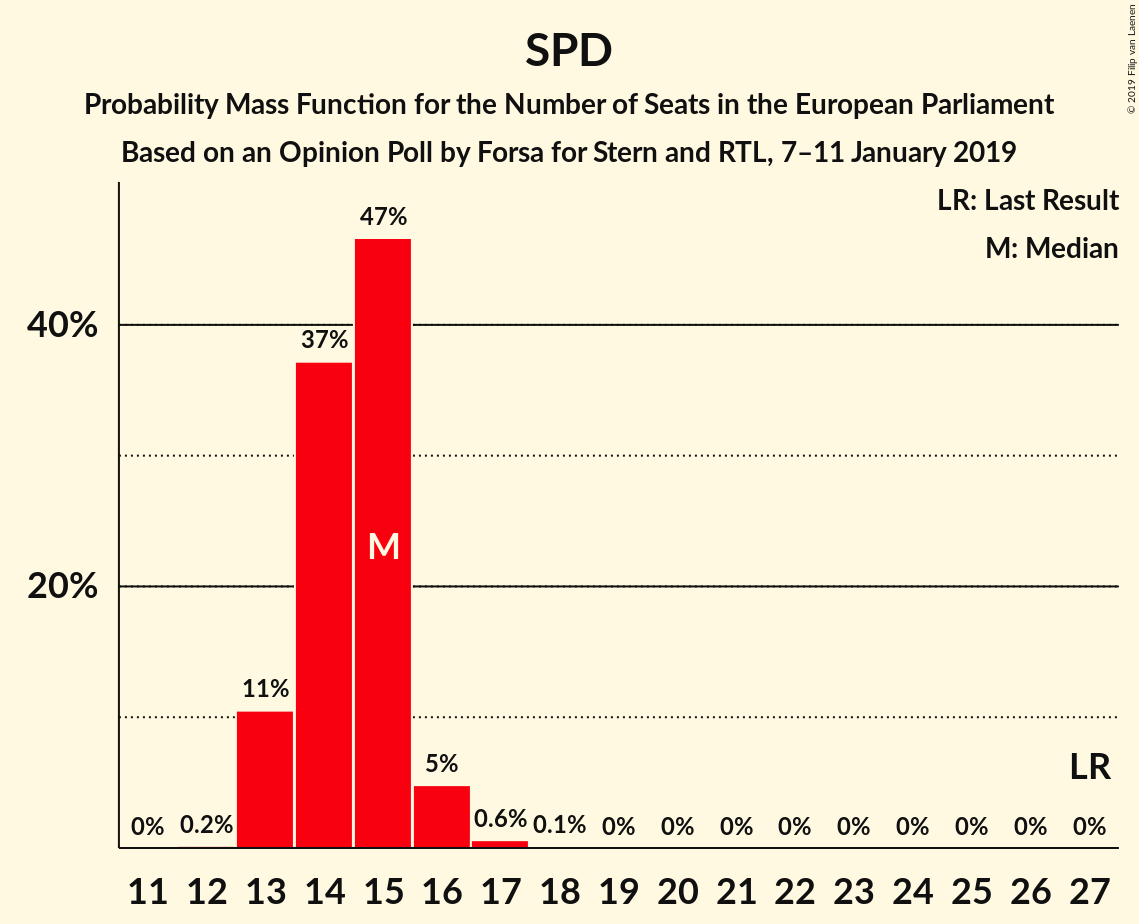 SPD
Probability Mass Function for the Number of Seats in the European Parliament
Based on an Opinion Poll by Forsa for Stern and RTL, 7–11 January 2019
© 2019 Filip van Laenen
LR: Last Result
M: Median
47%
40%
37%
M
20%
11%
5%
LR
0% 0.2% 0.6% 0.1% 0% 0% 0% 0% 0% 0% 0% 0% 0%
11 12 13 14 15 16 17 18 19 20 21 22 23 24 25 26 27